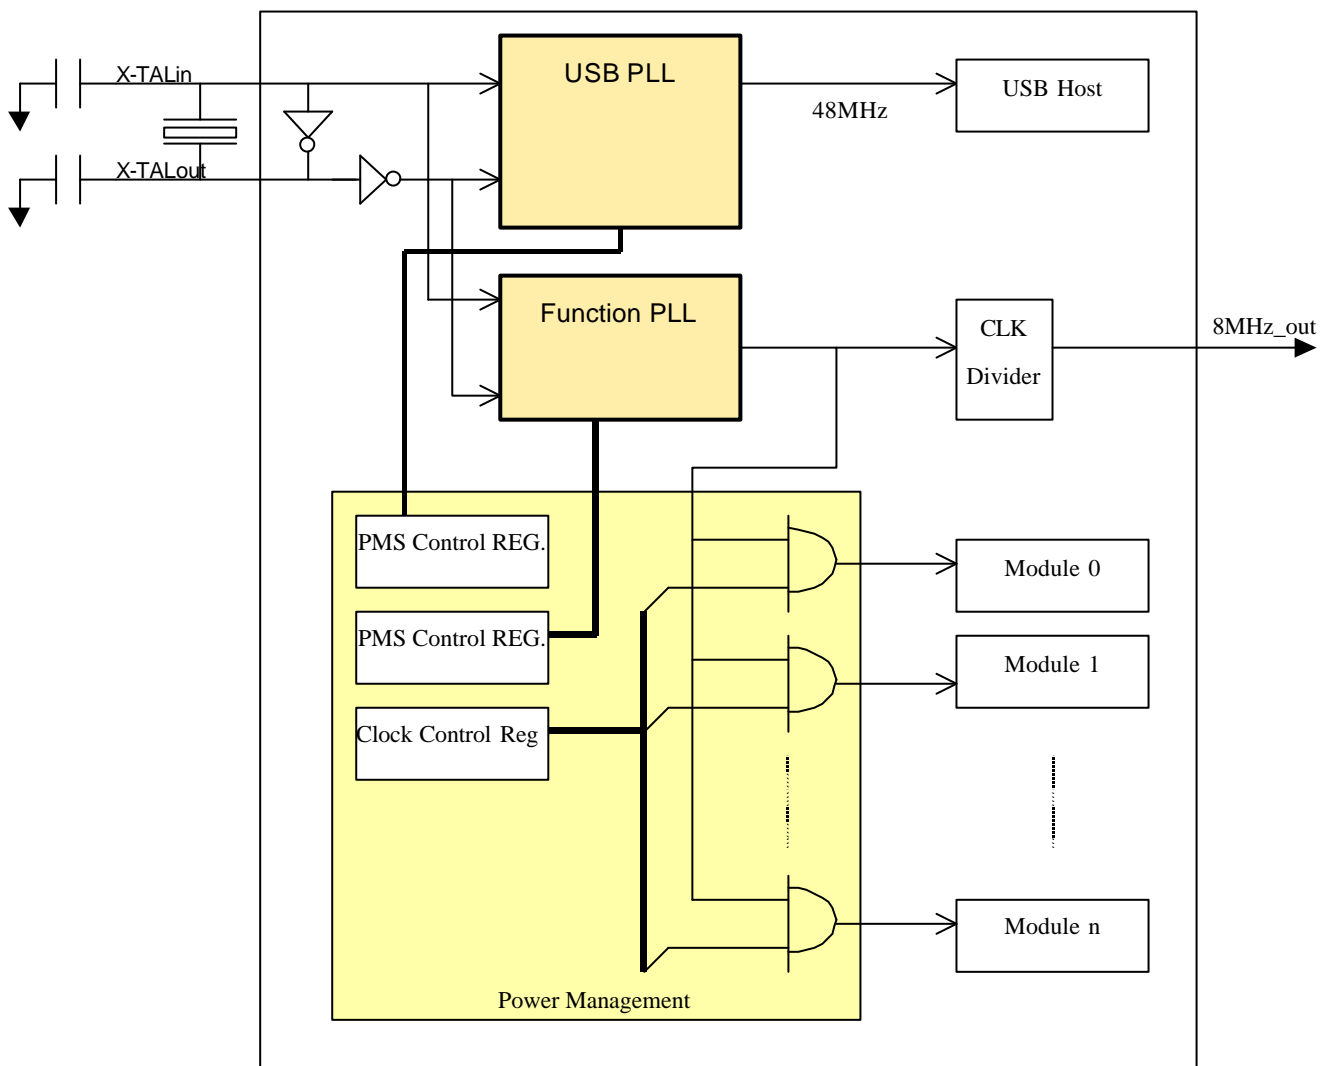 X-TALin
USB PLL
USB Host
48MHz
X-TALout
Function PLL
CLK
Divider
8MHz_out
PMS Control REG.
Module 0
PMS Control REG.
Module 1
Clock Control Reg
Module n
Power Management